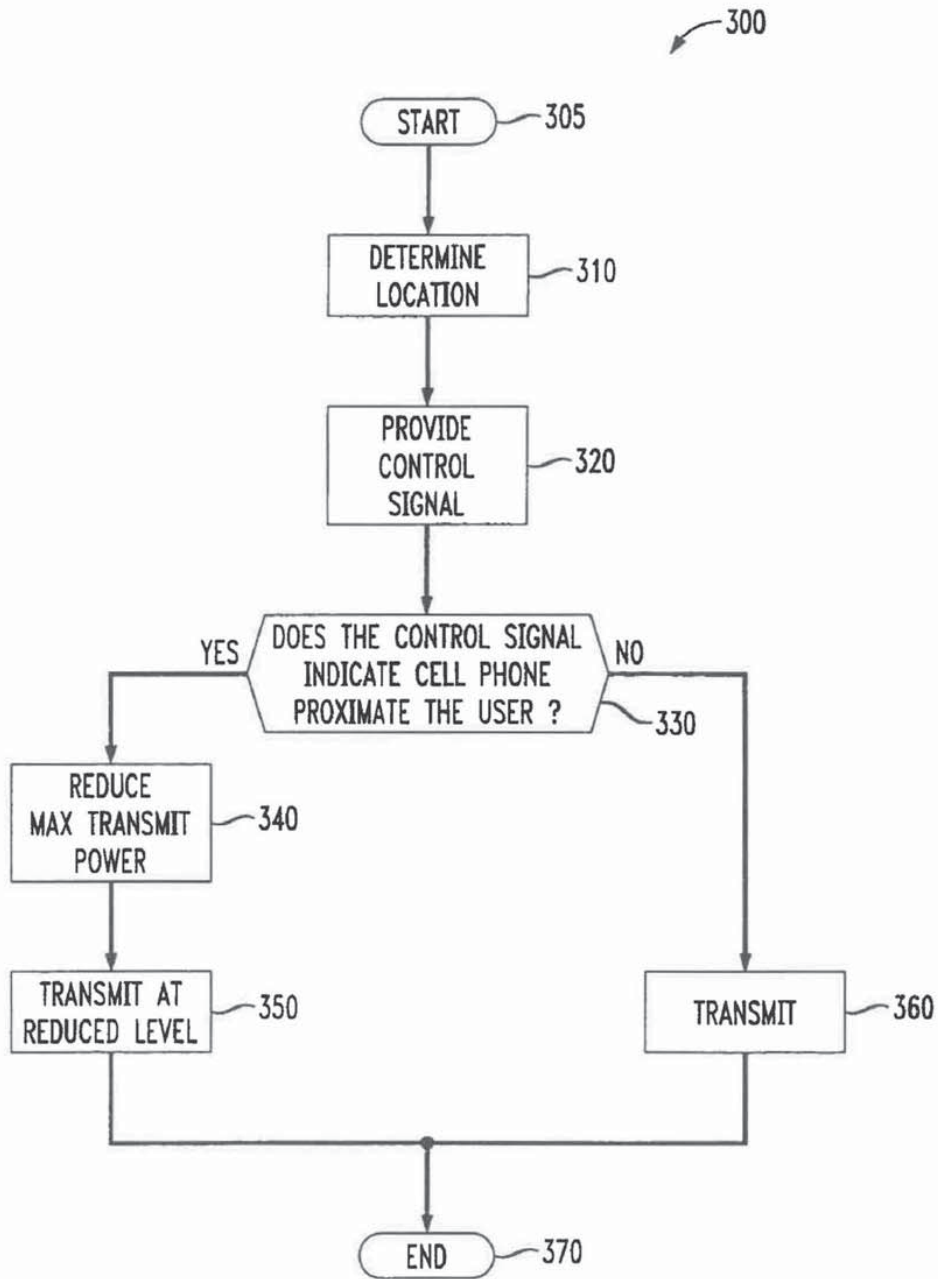 300
START
305
DETERMINE
LOCATION
310
PROVIDE
CONTROL
SIGNAL
320
YES
DOES THE CONTROL SIGNAL
INDICATE CELL PHONE
PROXIMATE THE USER ?
NO
330
REDUCE
MAX TRANSMIT
POWER
340
TRANSMIT AT
REDUCED LEVEL
350
TRANSMIT
360
END
370